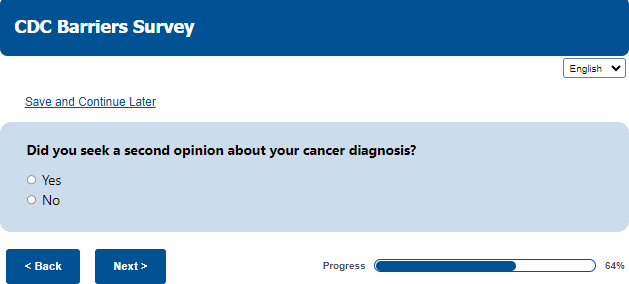 CDC Barriers Survey
English
Save and Continue Later
Did you seek a second opinion about your cancer diagnosis?
Yes
No
< Back
Next >
Progress
64%